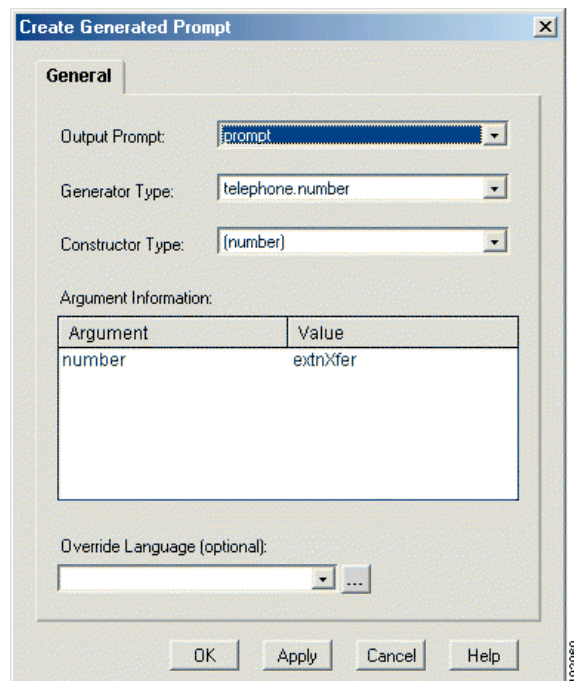 Create Generated Prompt
General
Output Prompt: prompt
Generator Type: telephone.number
Constructor Type: (number)
Argument Information:
Argument Value
number extnXfer
Override Language (optional):
...
OK Apply Cancel Help